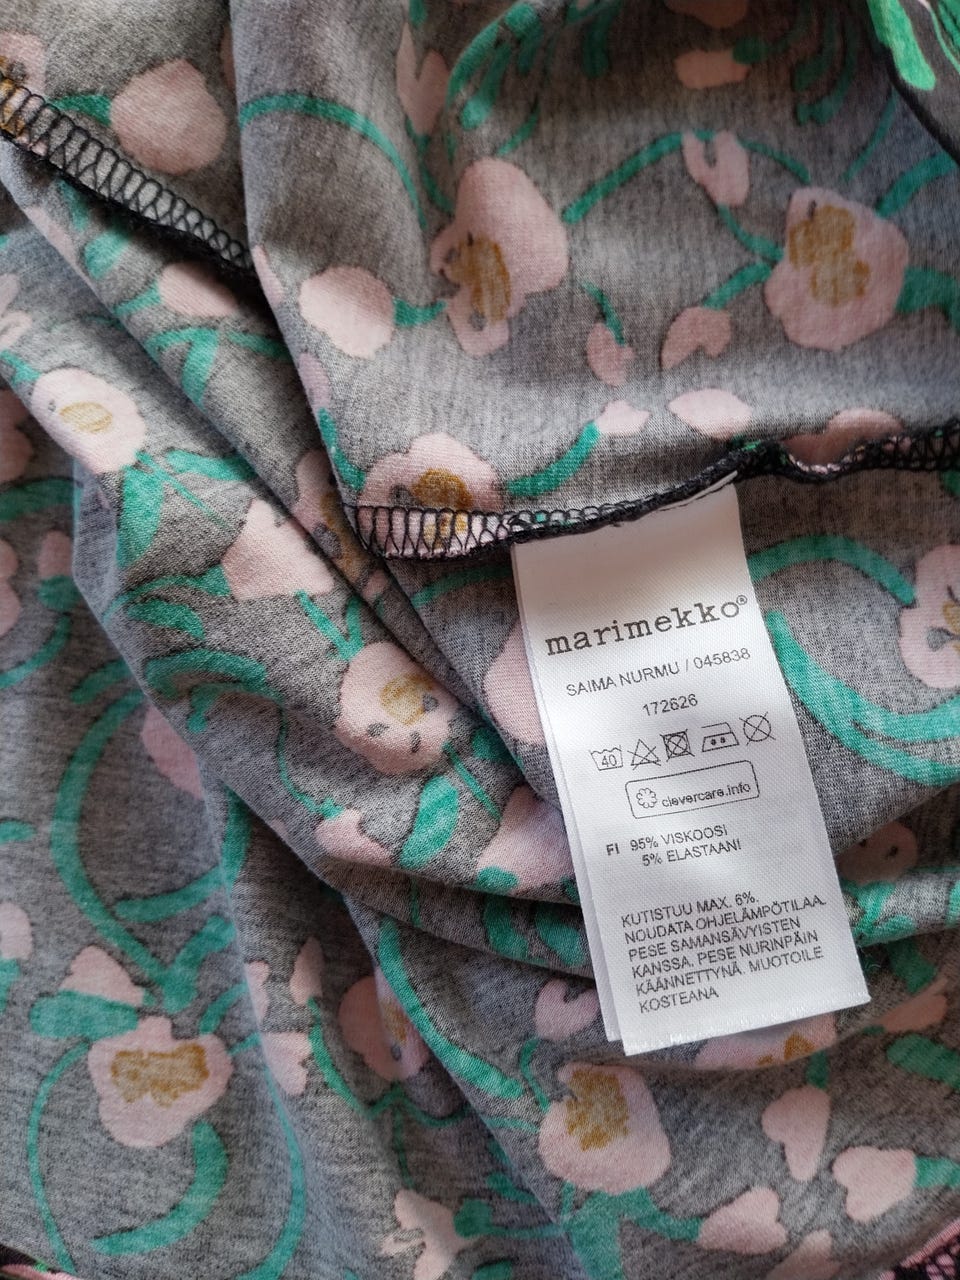 marimekko®
SAIMA NURMU / 045838
172626
40
clevercare.info
FI 95% VISKOOSI
5% ELASTAANI
KUTISTUU MAX. 6%.
NOUDATA OHJELÄMPÖTILAA.
PESE SAMANSÄVYISTEN
KANSSA. PESE NURINPÄIN
KÄÄNNETTYNÄ. MUOTOILE
KOSTEANA